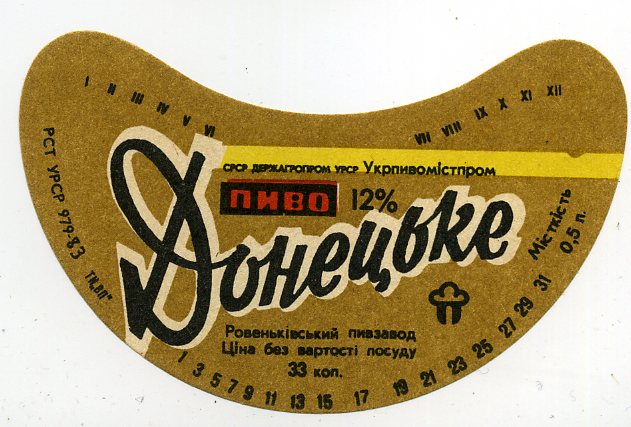 I II III IV V VI
VII VIII IX X XI XII
РСТ УРСР 979-83
СРСР ДЕРЖАГРОПРОМ УРСР Укрпивомістпром
ПИВО 12%
Донецьке
Місткість
0,5 л.
Ровеньківський пивзавод
Ціна без вартості посуду
33 коп.
1 3 5 7 9 11 13 15 17 19 21 23 25 27 29 31